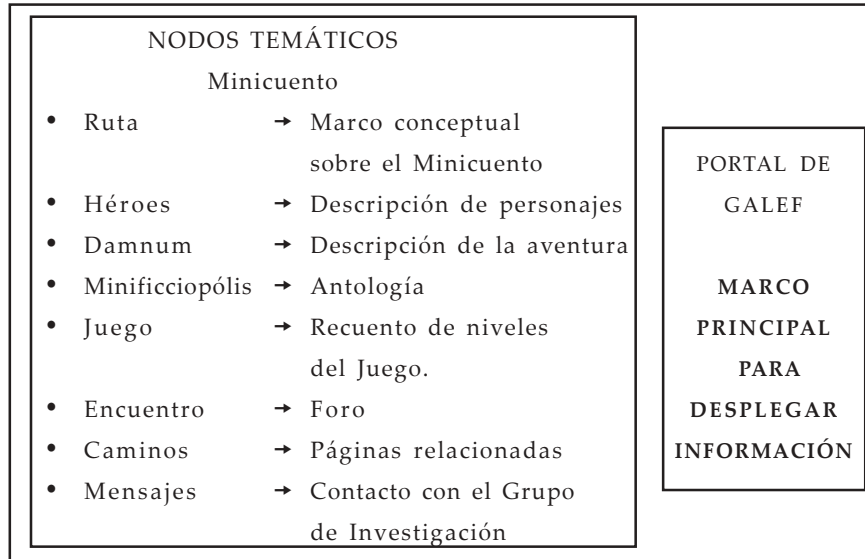 NODOS TEMÁTICOS
Minicuento
• Ruta → Marco conceptual
sobre el Minicuento
• Héroes → Descripción de personajes
• Damnum → Descripción de la aventura
• Minificciopólis → Antología
• Juego → Recuento de niveles
del Juego.
• Encuentro → Foro
• Caminos → Páginas relacionadas
• Mensajes → Contacto con el Grupo
de Investigación
PORTAL DE
GALEF
MARCO
PRINCIPAL
PARA
DESPLEGAR
INFORMACIÓN